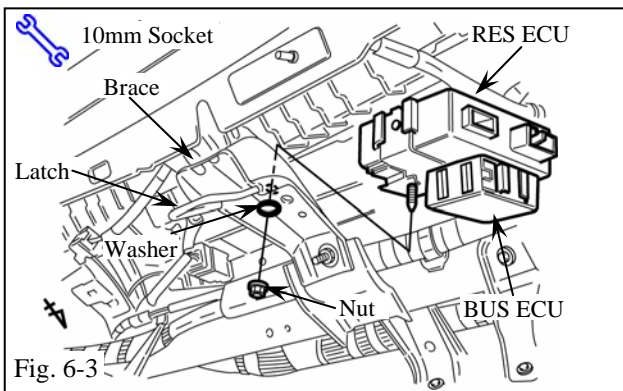 10mm Socket
RES ECU
Brace
Latch
Washer
Nut
BUS ECU
Fig. 6-3